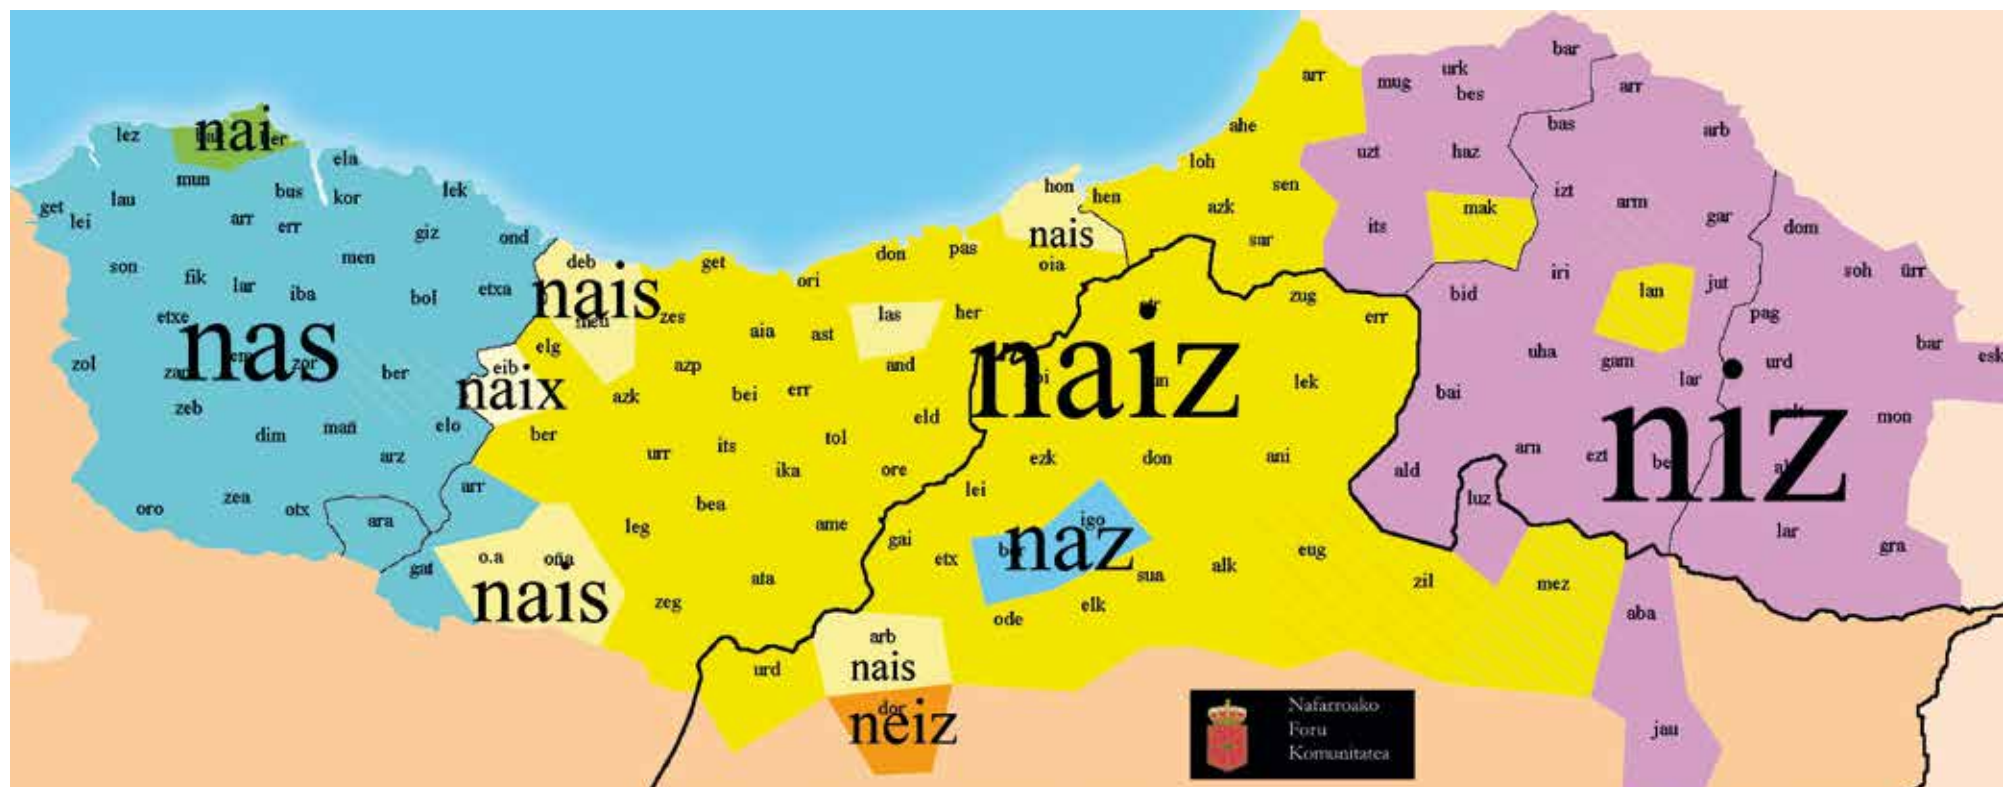 bar
arr
mug
urk
bes
arr
lez
nai
ahe
bas
arb
ela
loh
uzt
haz
mun
bus
kor
lek
hon
hen
sen
izt
arm
mak
gar
get
lei
lau
arr
err
giz
ond
nais
azk
sar
its
dom
son
fik
lar
iba
men
bol
etxa
deb
nais
get
ori
don
pas
oia
zug
err
bid
iri
lan
jut
soh
ürr
etxe
nas
zes
aia
ast
las
her
naiz
pag
zol
ber
eib
elg
naix
azp
and
lek
uha
gam
lar
urd
bar
esk
zeb
dim
mañ
elo
azk
bei
err
eld
bai
niz
mon
arz
ber
urr
its
tol
ika
ore
ezk
don
ani
ald
arn
ezt
oro
zea
otx
ara
arr
leg
bea
ame
lei
gai
igo
naz
luz
lar
gra
gat
o.a
oña
nais
ata
zeg
etx
sua
alk
eug
zil
mez
ode
elk
aba
urd
arb
nais
dor
neiz
jau
Nafarroako
Foru
Komunitatea